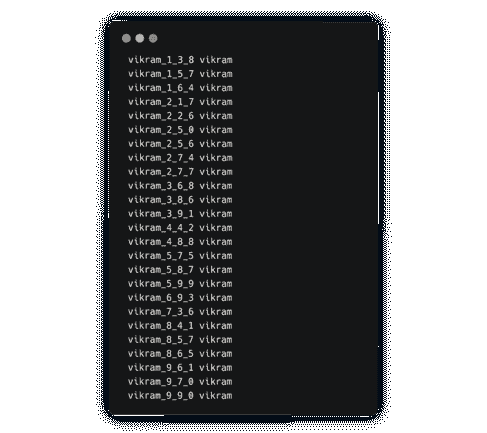 vikram_1_3_8 vikram
vikram_1_5_7 vikram
vikram_1_6_4 vikram
vikram_2_1_7 vikram
vikram_2_2_6 vikram
vikram_2_5_0 vikram
vikram_2_5_6 vikram
vikram_2_7_4 vikram
vikram_2_7_7 vikram
vikram_3_6_8 vikram
vikram_3_8_6 vikram
vikram_3_9_1 vikram
vikram_4_4_2 vikram
vikram_4_8_8 vikram
vikram_5_7_5 vikram
vikram_5_8_7 vikram
vikram_5_9_9 vikram
vikram_6_9_3 vikram
vikram_7_3_6 vikram
vikram_8_4_1 vikram
vikram_8_5_7 vikram
vikram_8_6_5 vikram
vikram_9_6_1 vikram
vikram_9_7_0 vikram
vikram_9_9_0 vikram